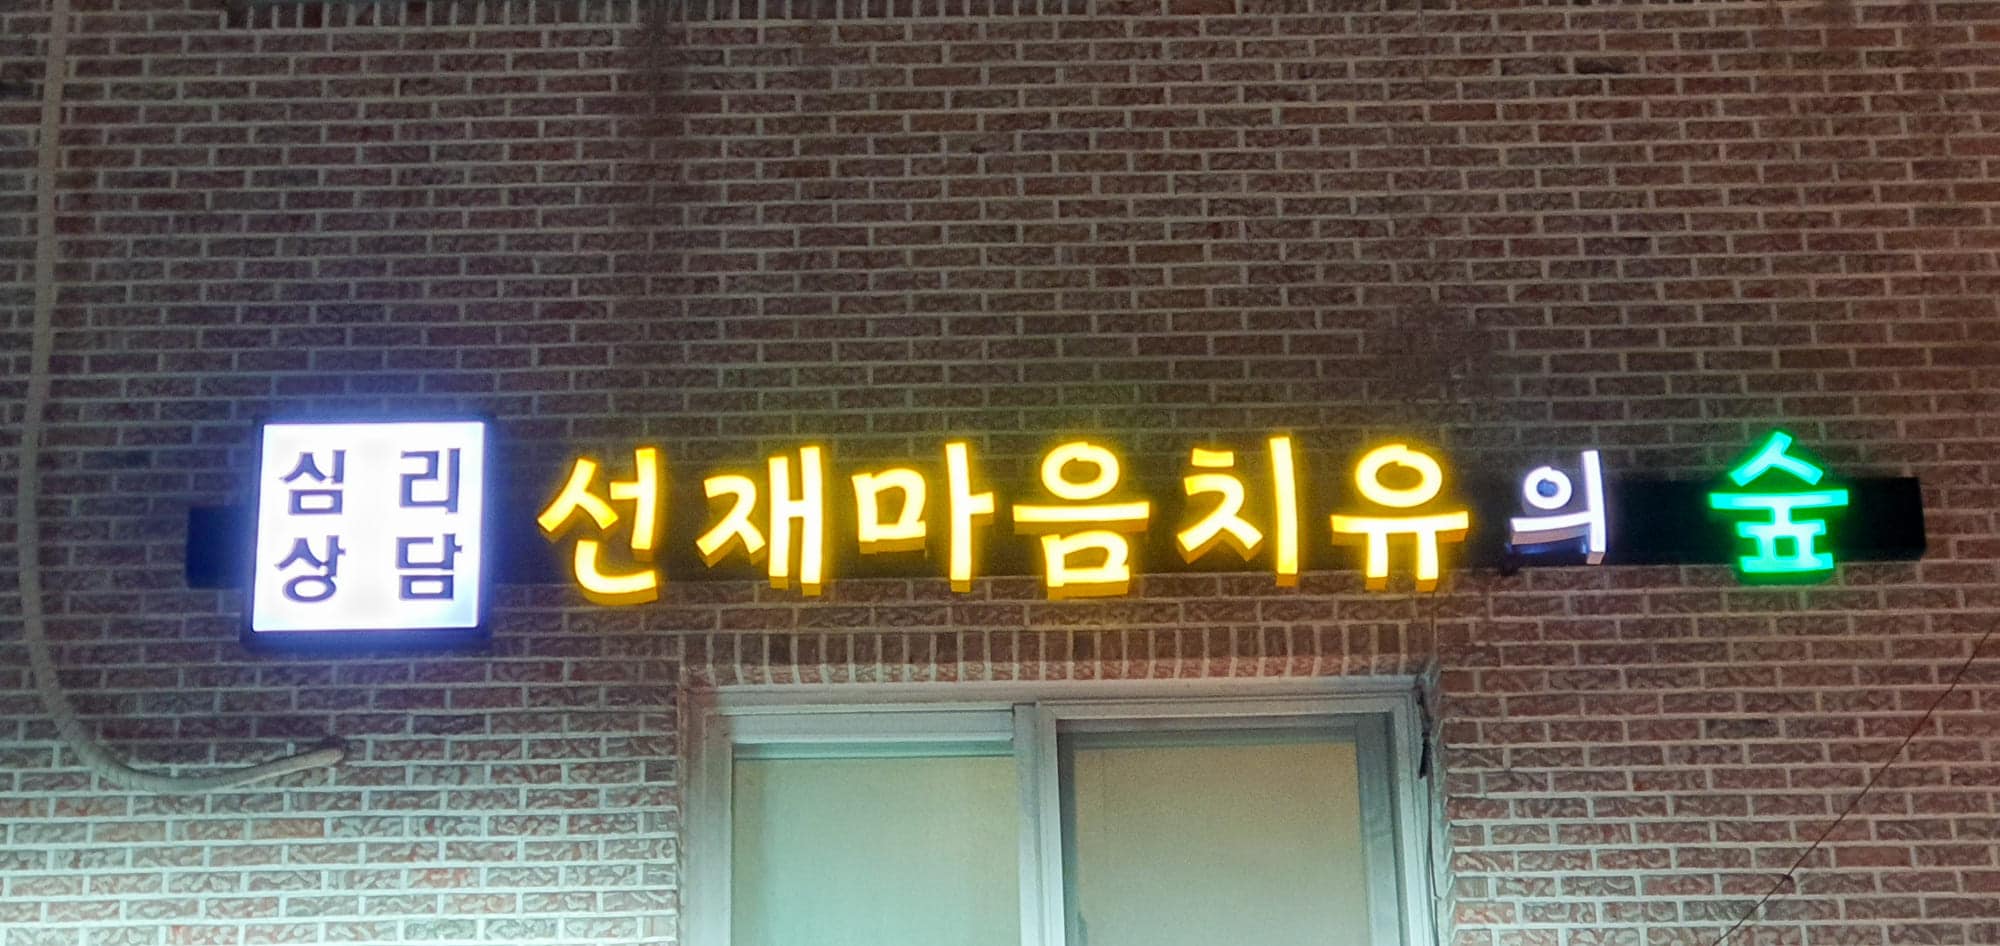 심리
상담
선재마음치유의 숲